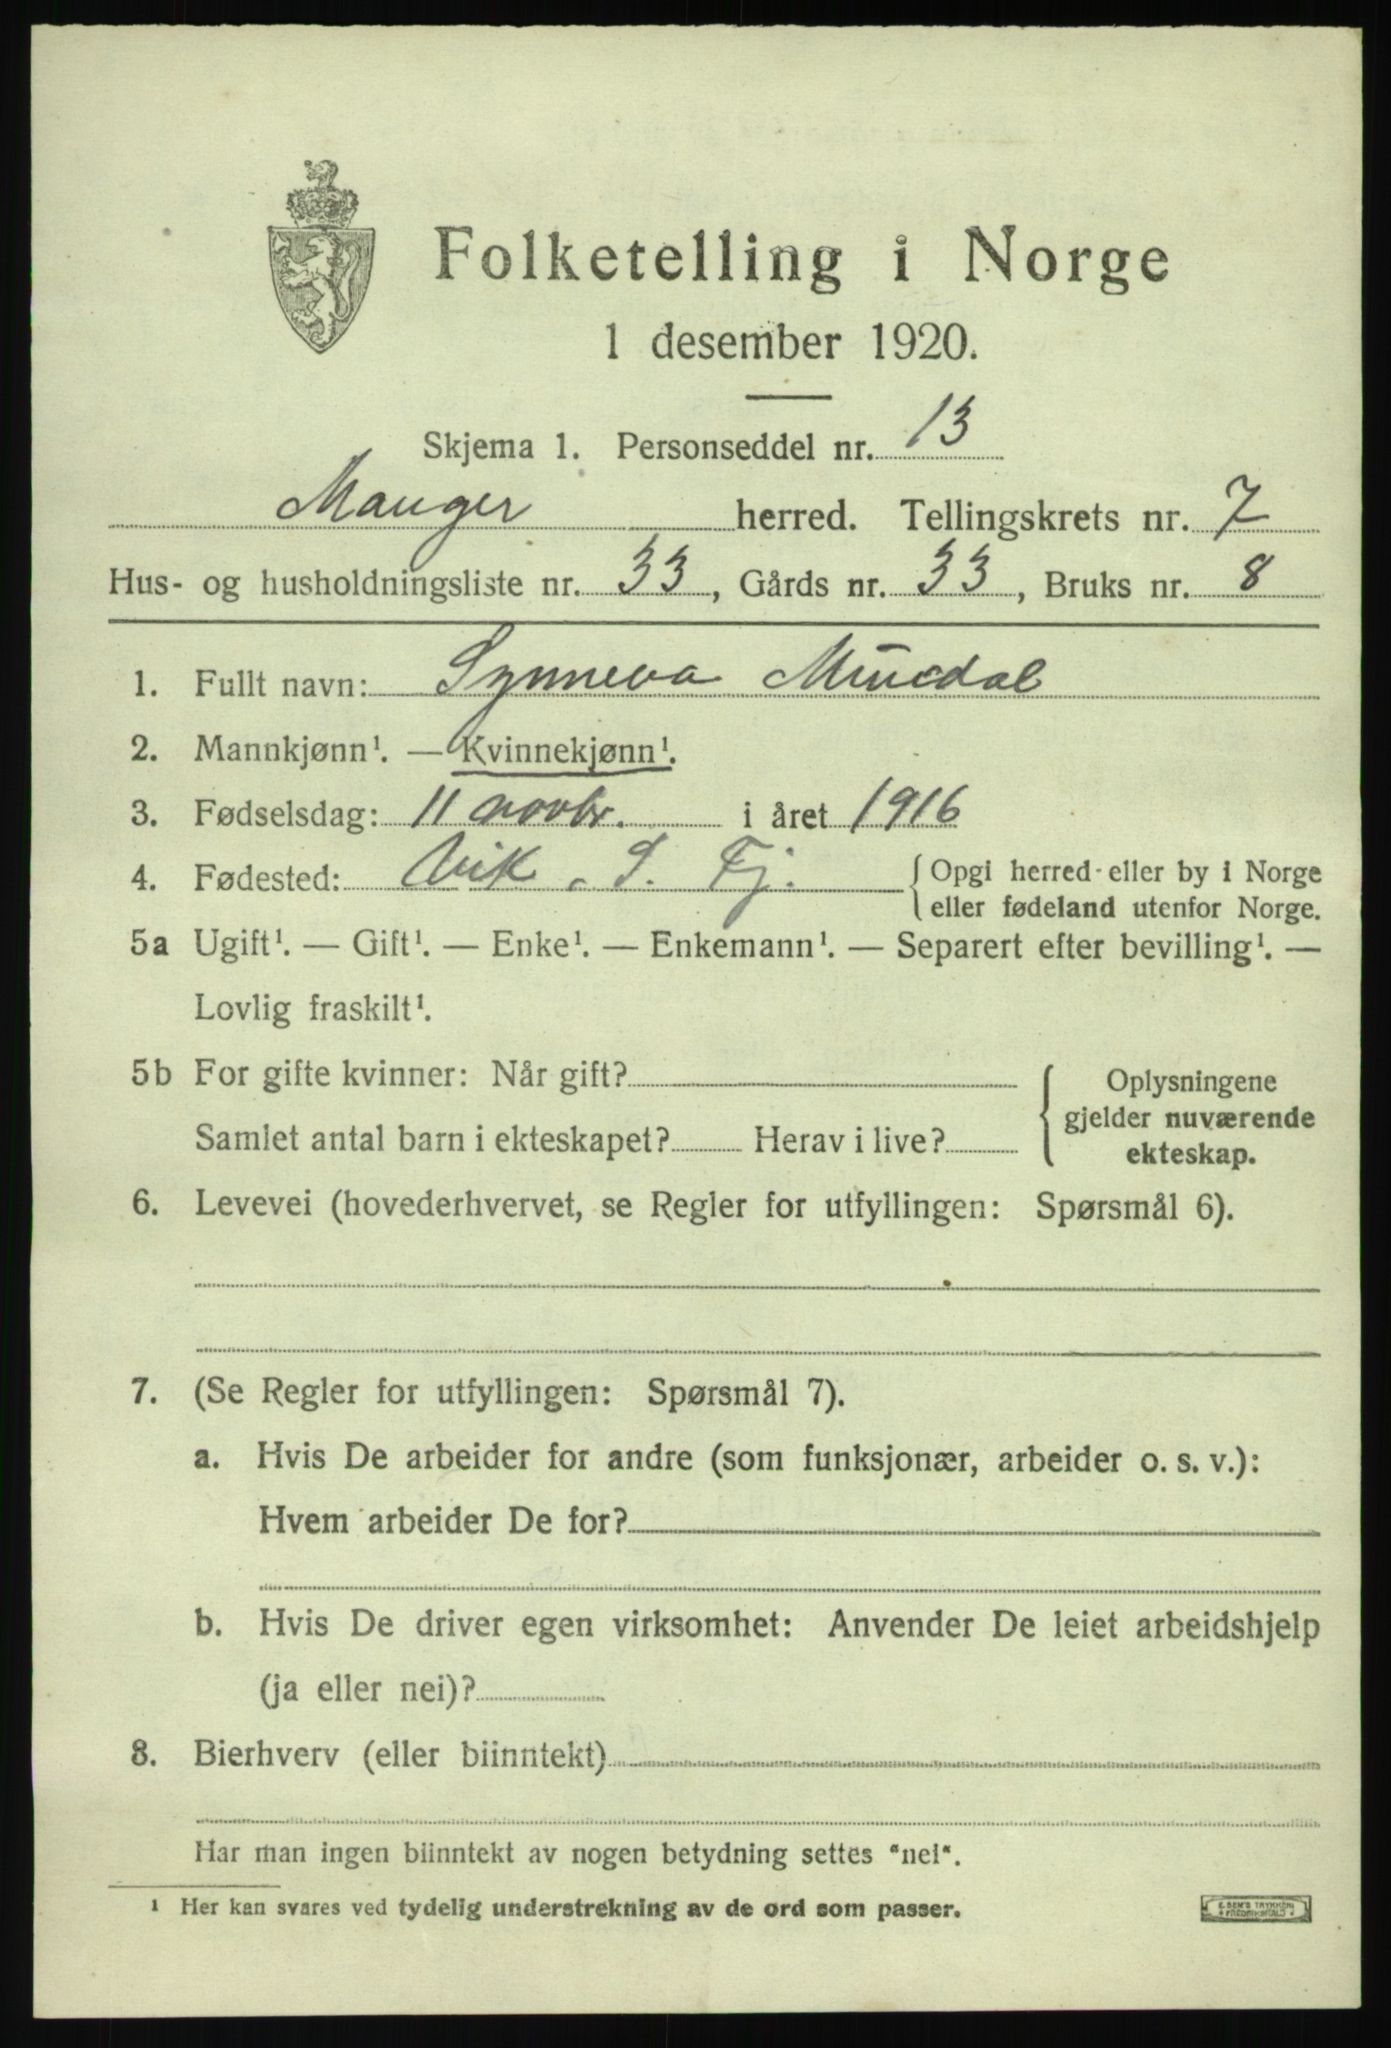 Folketelling i Norge
1 desember 1920.
Skjema 1. Personseddel nr. 13
Manger herred. Tellingskrets nr. 7
Hus- og husholdningsliste nr. 33, Gårds nr. 33, Bruks nr. 8
1. Fullt navn: Synneva Mundal
2. Mannkjønn¹. — Kvinnekjønn¹.
3. Fødselsdag: 11 novbr. i året 1916
4. Fødested: Vik, S. Fj. { Opgi herred eller by i Norge
eller fødeland utenfor Norge.
5a Ugift¹. — Gift¹. — Enke¹. — Enkemann¹. — Separert efter bevilling¹. —
Lovlig fraskilt¹.
5b For gifte kvinner: Når gift?
Samlet antal barn i ekteskapet? Herav i live?
{ Oplysningene
gjelder nuværende
ekteskap.
6. Levevei (hovederhvervet, se Regler for utfyllingen: Spørsmål 6).
7. (Se Regler for utfyllingen: Spørsmål 7).
a. Hvis De arbeider for andre (som funksjonær, arbeider o. s. v.):
Hvem arbeider De for?
b. Hvis De driver egen virksomhet: Anvender De leiet arbeidshjelp
(ja eller nei)?
8. Bierhverv (eller biinntekt)
Har man ingen biinntekt av nogen betydning settes "nei".
¹ Her kan svares ved tydelig understrekning av de ord som passer.